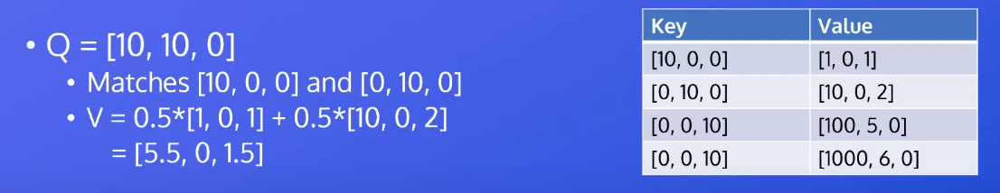 • Q = [10, 10, 0]
• Matches [10, 0, 0] and [0, 10, 0]
• V = 0.5*[1, 0, 1] + 0.5*[10, 0, 2]
= [5.5, 0, 1.5]
Key Value
[10, 0, 0] [1, 0, 1]
[0, 10, 0] [10, 0, 2]
[0, 0, 10] [100, 5, 0]
[0, 0, 10] [1000, 6, 0]